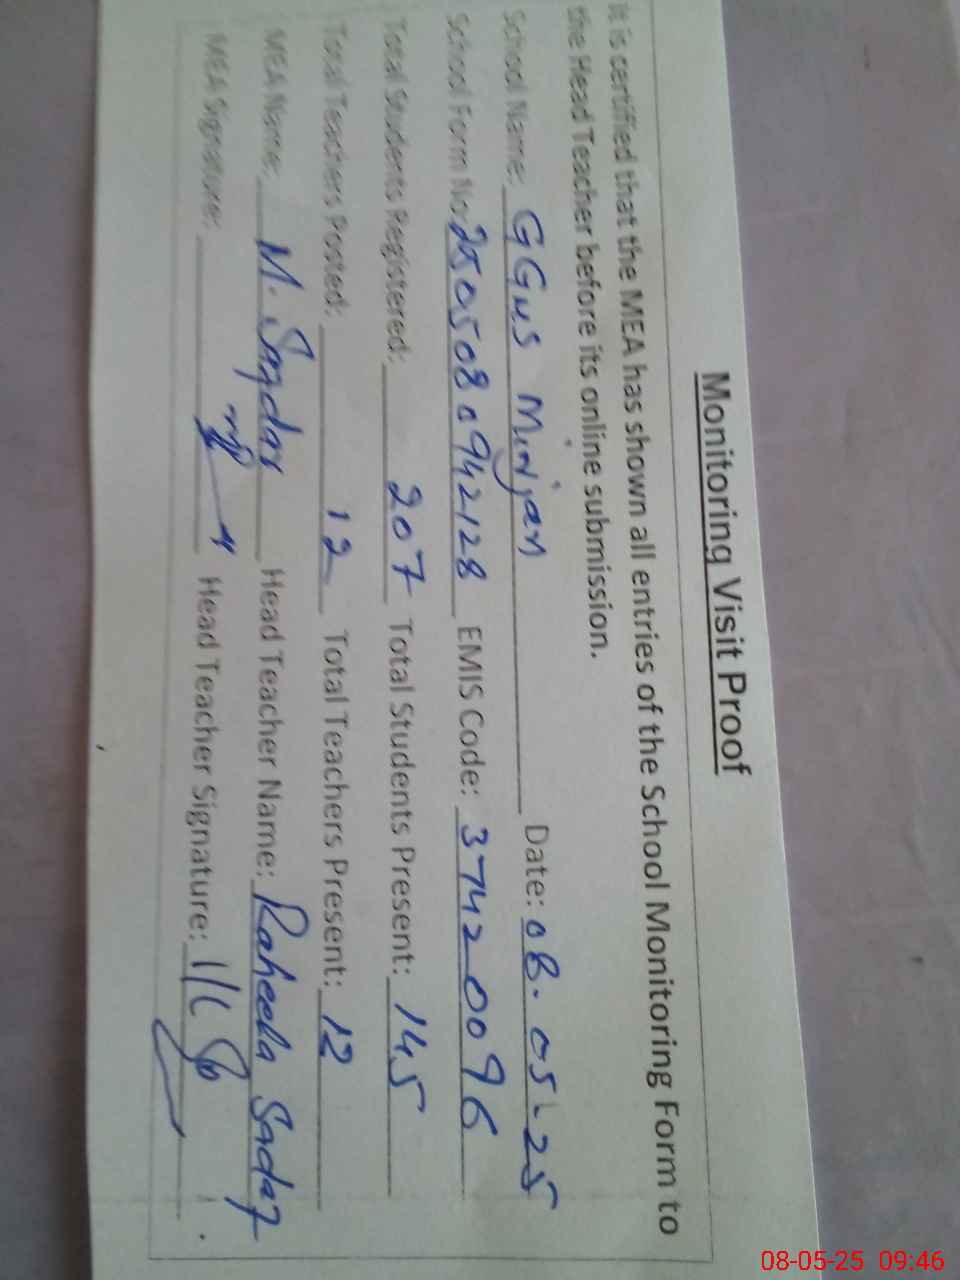 Monitoring Visit Proof
It is certified that the MEA has shown all entries of the School Monitoring Form to
the Head Teacher before its online submission.
School Name: GGHS Minjan Date: 08-05-25
School Form No: 2505080942128 EMIS Code: 37420096
Total Students Registered: 207 Total Students Present: 145
Total Teachers Posted: 12 Total Teachers Present: 12
MEA Name: M. Safdar Head Teacher Name: Raheela Sadaf
MEA Signature: Head Teacher Signature:
08-05-25 09:46